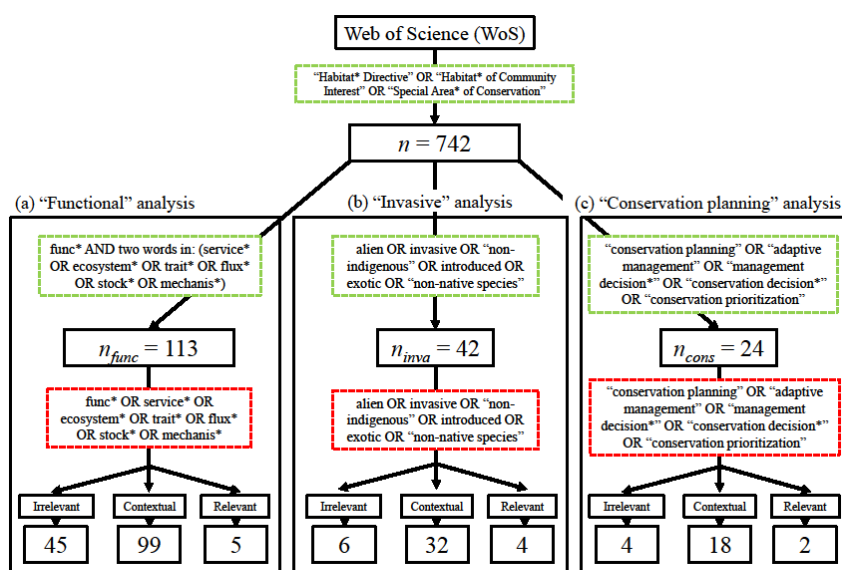 Web of Science (WoS)
“Habitat* Directive” OR “Habitat* of Community
Interest” OR “Special Area* of Conservation”
n = 742
(a) “Functional” analysis
(b) “Invasive” analysis
(c) “Conservation planning” analysis
func* AND two words in: (service*
OR ecosystem* OR trait* OR flux*
OR stock* OR mechanis*)
alien OR invasive OR “non-
indigenous” OR introduced OR
exotic OR “non-native species”
“conservation planning” OR “adaptive
management” OR “management
decision*” OR “conservation decision*”
OR “conservation prioritization”
nfunc = 113
ninva = 42
ncons = 24
func* OR service* OR
ecosystem* OR trait* OR flux*
OR stock* OR mechanis*
alien OR invasive OR “non-
indigenous” OR introduced OR
exotic OR “non-native species”
“conservation planning” OR “adaptive
management” OR “management
decision*” OR “conservation decision*”
OR “conservation prioritization”
Irrelevant Contextual Relevant
45 99 5
Irrelevant Contextual Relevant
6 32 4
Irrelevant Contextual Relevant
4 18 2